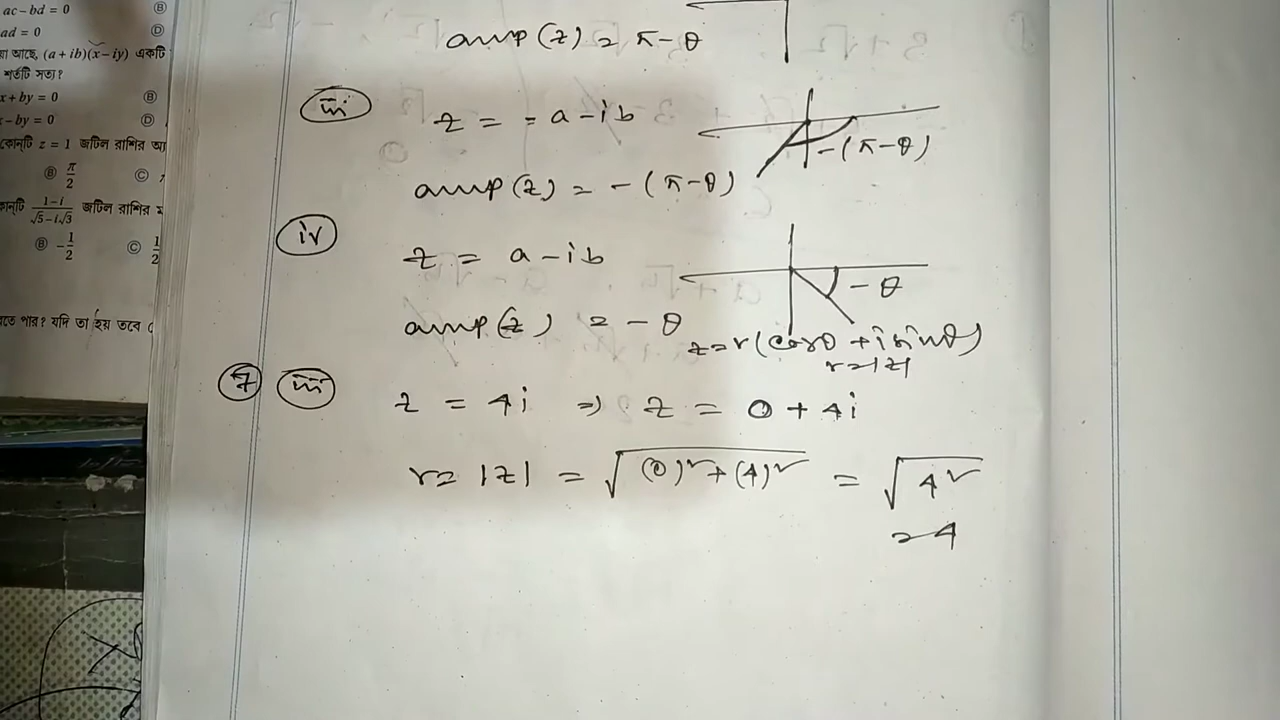 ac – bd = 0 Ⓑ
ad = 0 Ⓓ
আছে, (a + ib)(x – iy) একটি
শর্তটি সত্য?
x + by = 0 Ⓑ
– by = 0 Ⓓ
কোনটি z = 1 জটিল রাশির
Ⓑ π/2 Ⓒ
1–i/√5–i√3 জটিল রাশির
Ⓑ –1/2 Ⓒ 1/2
পার? যদি তা হয় তবে
amp(z) = π – θ
iii
z = - a – ib
–(π–θ)
amp(z) = –(π–θ)
iv
z = a – ib
– θ
amp(z) = – θ
z=r(cosθ + i sinθ)
r=|z|
7 iii z = 4i ⇒ z = 0 + 4i
r= |z| = √(0)² + (4)² = √4²
=4